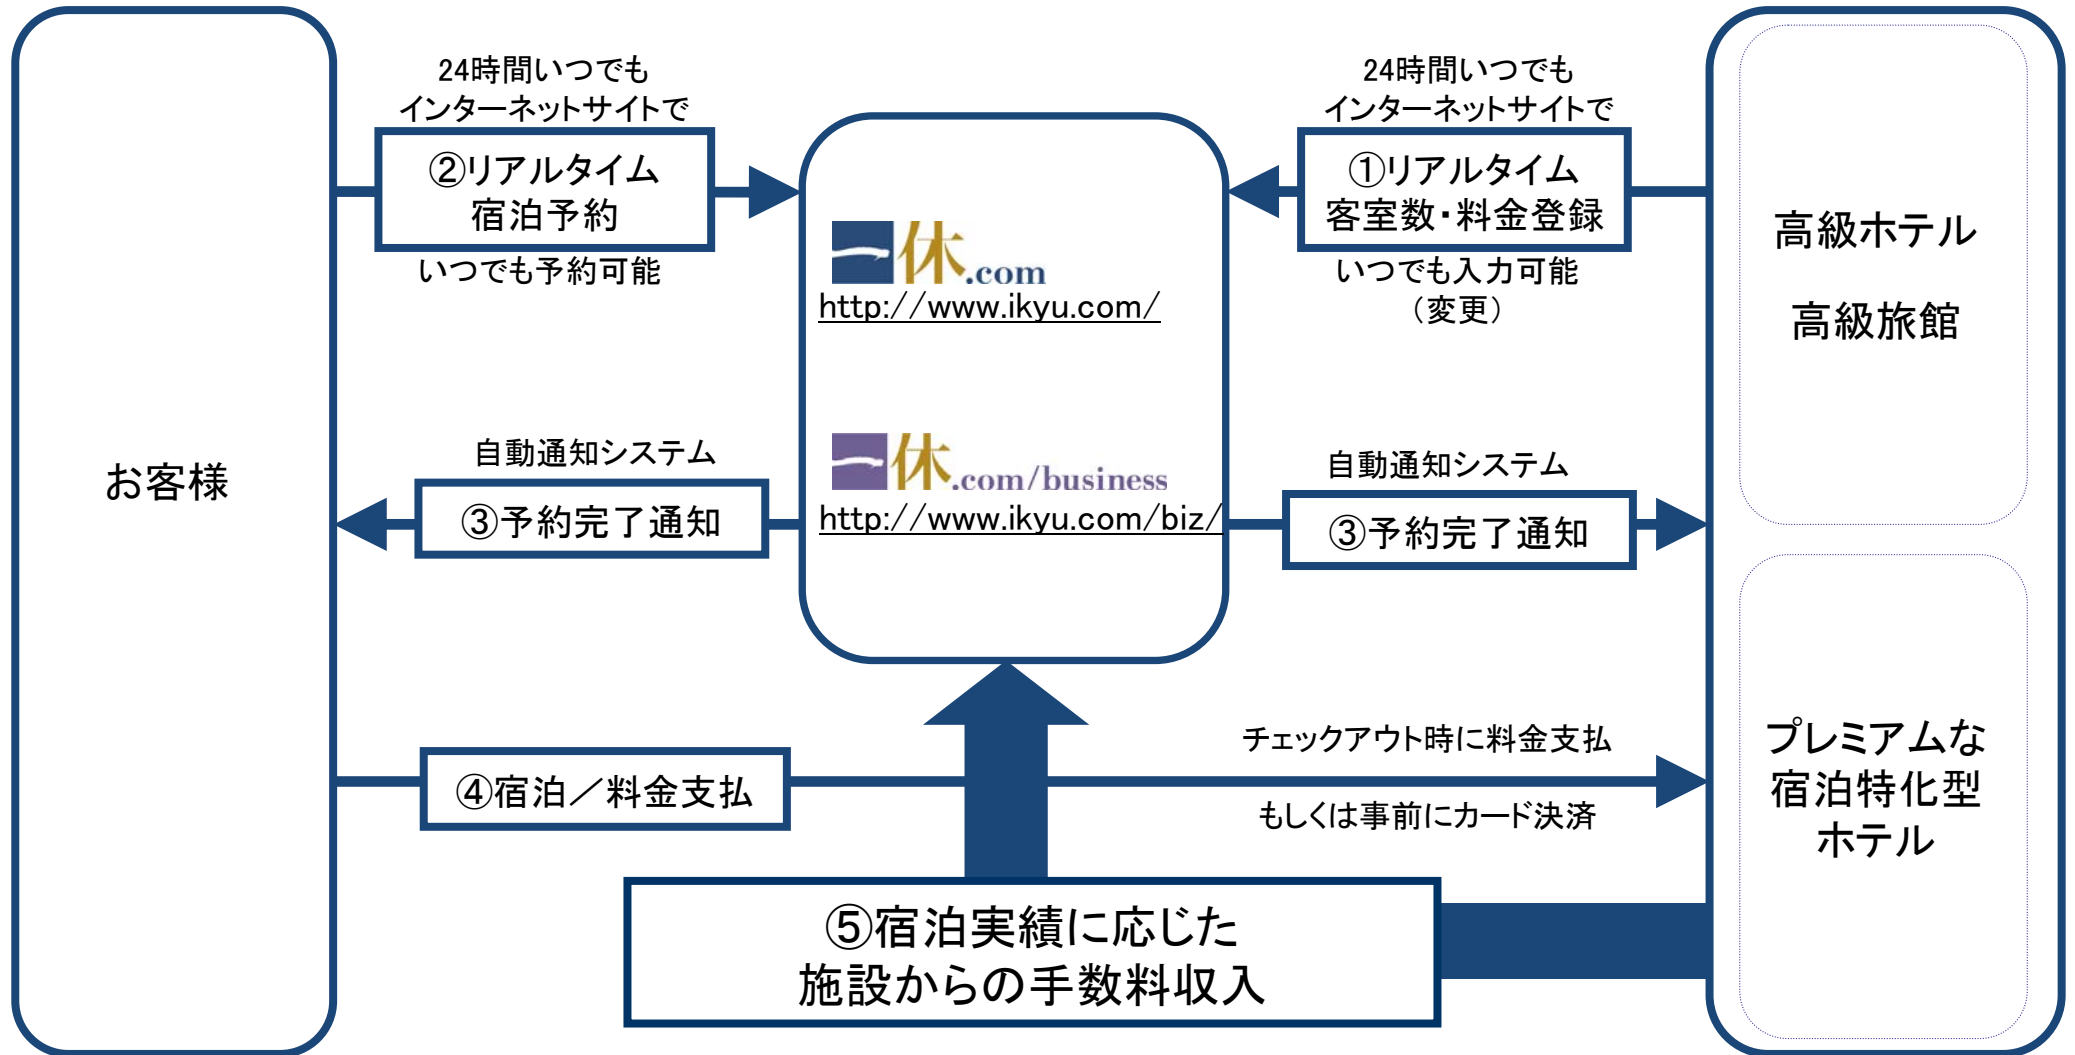 お客様
24時間いつでも
インターネットサイトで
②リアルタイム
宿泊予約
いつでも予約可能
自動通知システム
③予約完了通知
④宿泊／料金支払
一休.com
http://www.ikyu.com/
一休.com/business
http://www.ikyu.com/biz/
24時間いつでも
インターネットサイトで
①リアルタイム
客室数・料金登録
いつでも入力可能
（変更）
自動通知システム
③予約完了通知
チェックアウト時に料金支払
もしくは事前にカード決済
⑤宿泊実績に応じた
施設からの手数料収入
高級ホテル
高級旅館
プレミアムな
宿泊特化型
ホテル